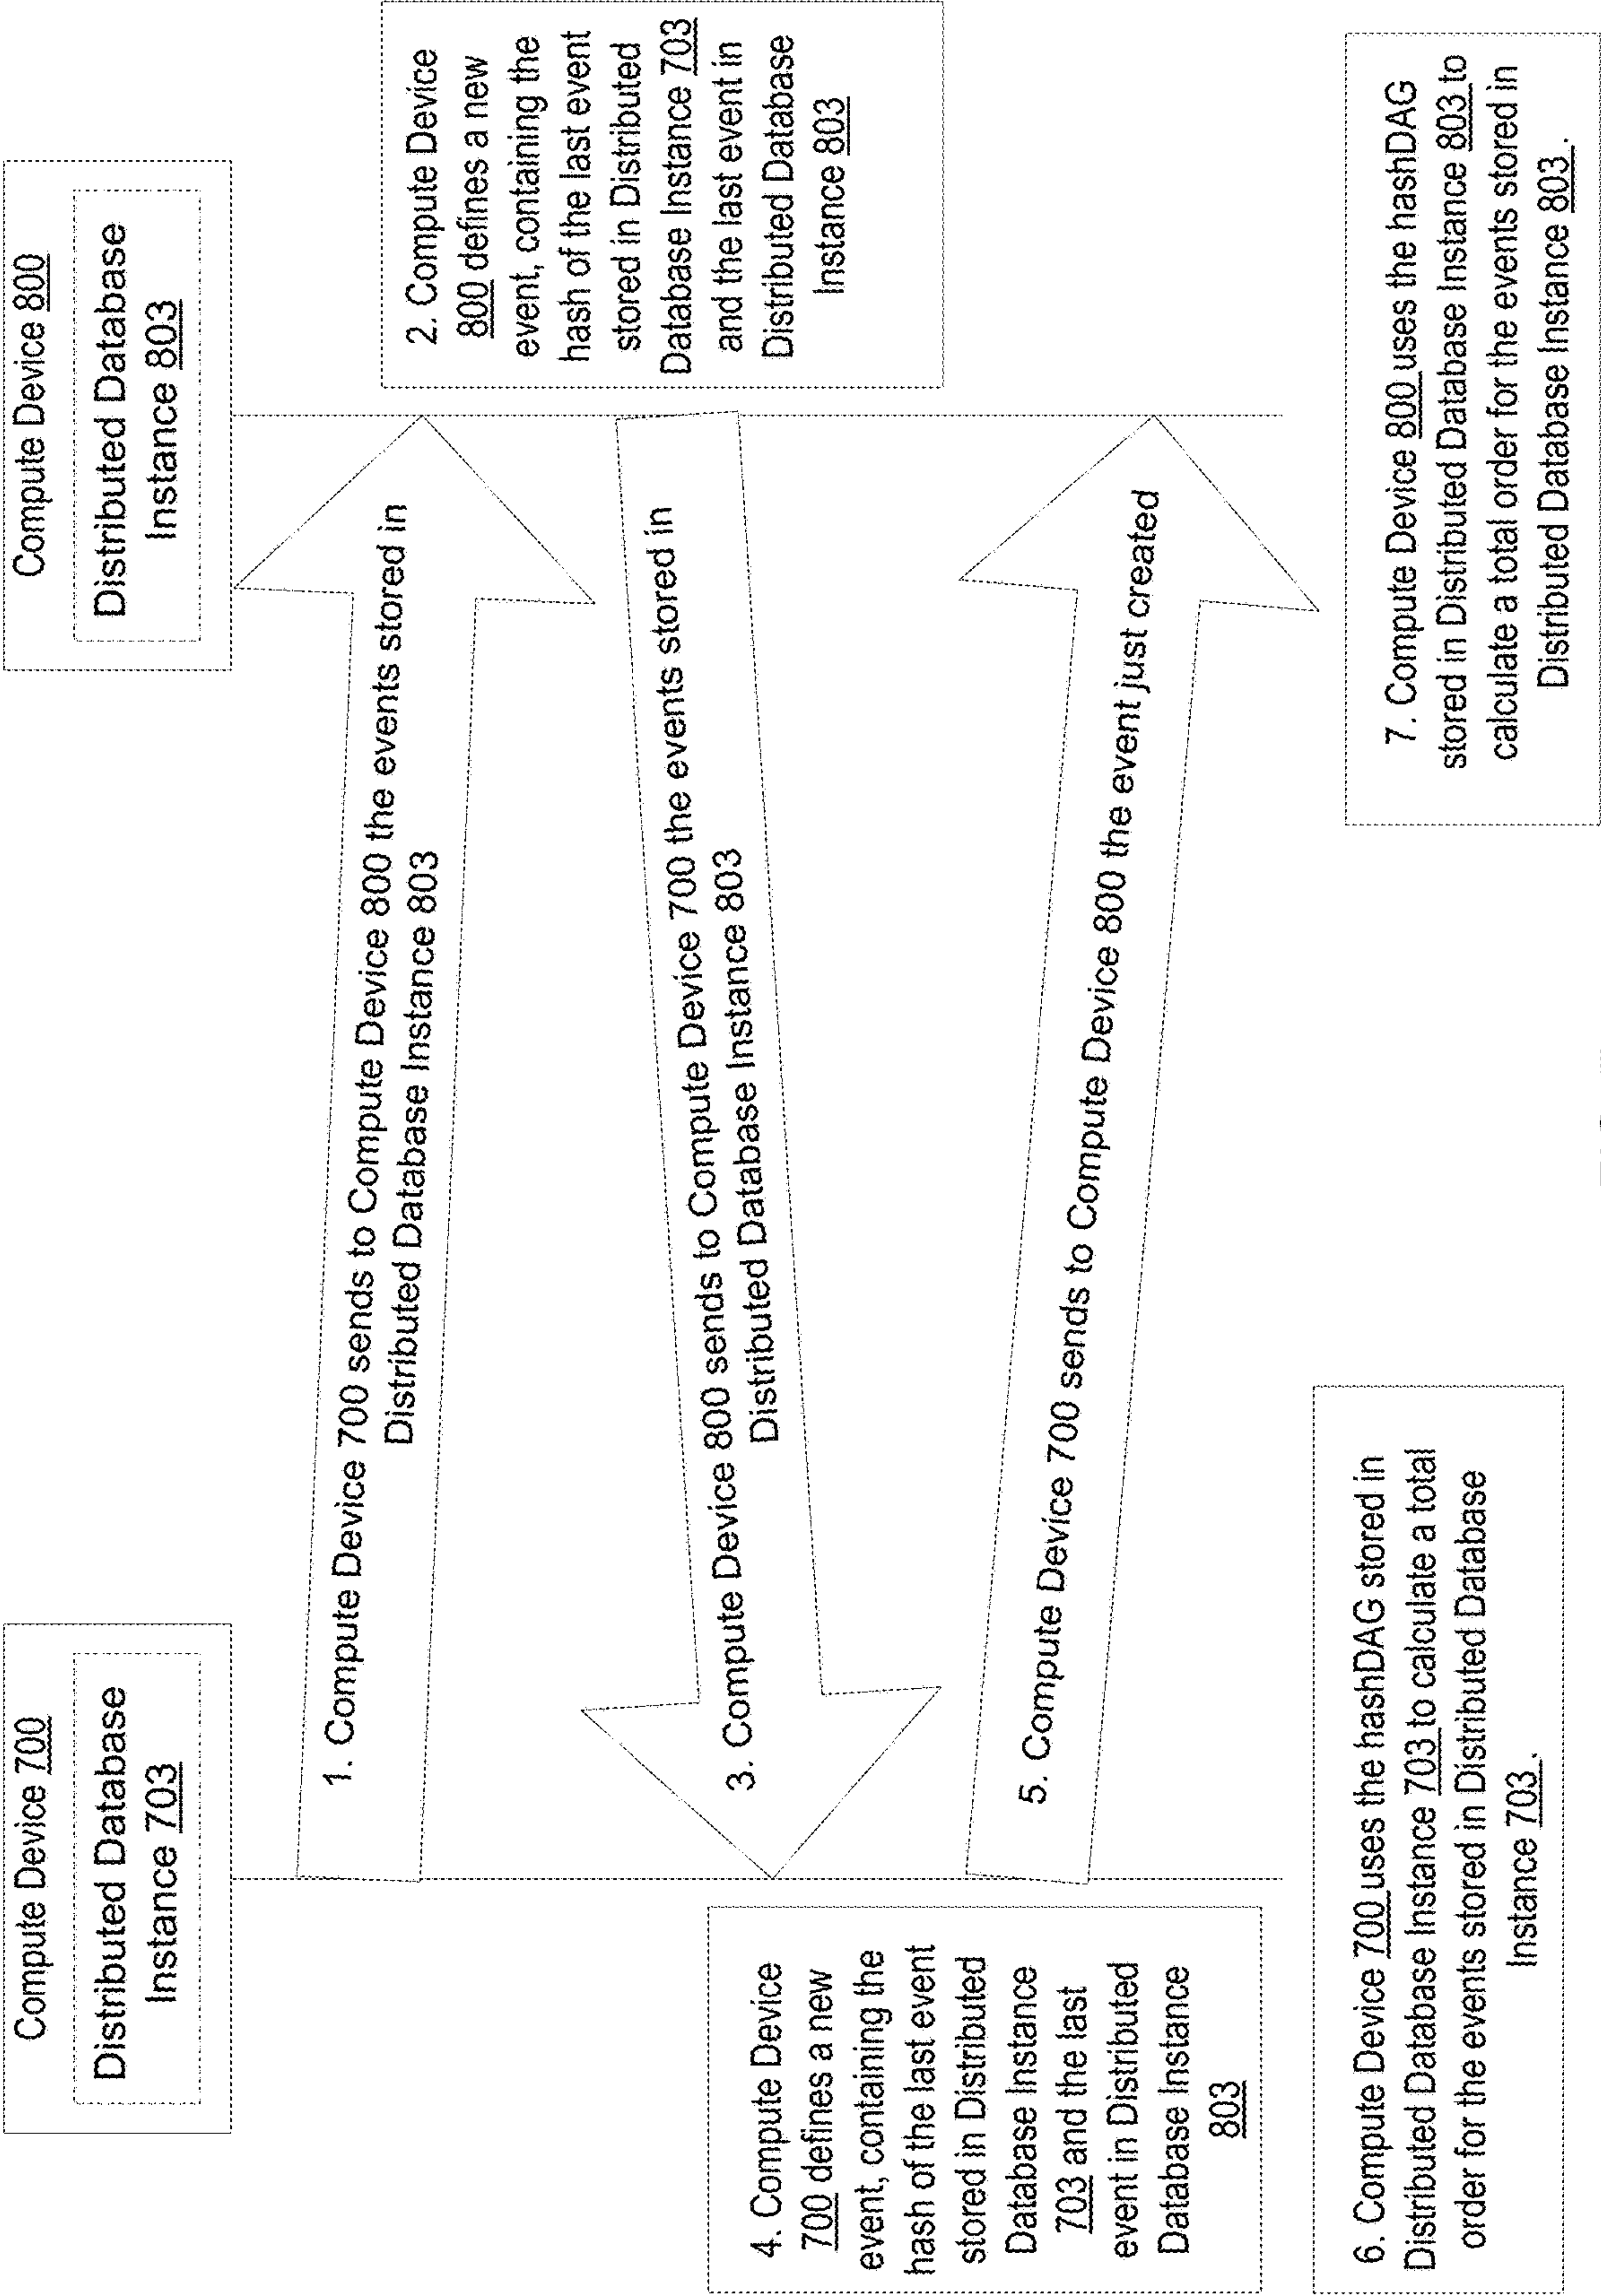 Compute Device 700
Distributed Database
Instance 703
Compute Device 800
Distributed Database
Instance 803
1. Compute Device 700 sends to Compute Device 800 the events stored in
Distributed Database Instance 803
2. Compute Device
800 defines a new
event, containing the
hash of the last event
stored in Distributed
Database Instance 703
and the last event in
Distributed Database
Instance 803
3. Compute Device 800 sends to Compute Device 700 the events stored in
Distributed Database Instance 803
4. Compute Device
700 defines a new
event, containing the
hash of the last event
stored in Distributed
Database Instance
703 and the last
event in Distributed
Database Instance
803
5. Compute Device 700 sends to Compute Device 800 the event just created
6. Compute Device 700 uses the hashDAG stored in
Distributed Database Instance 703 to calculate a total
order for the events stored in Distributed Database
Instance 703.
7. Compute Device 800 uses the hashDAG
stored in Distributed Database Instance 803 to
calculate a total order for the events stored in
Distributed Database Instance 803.